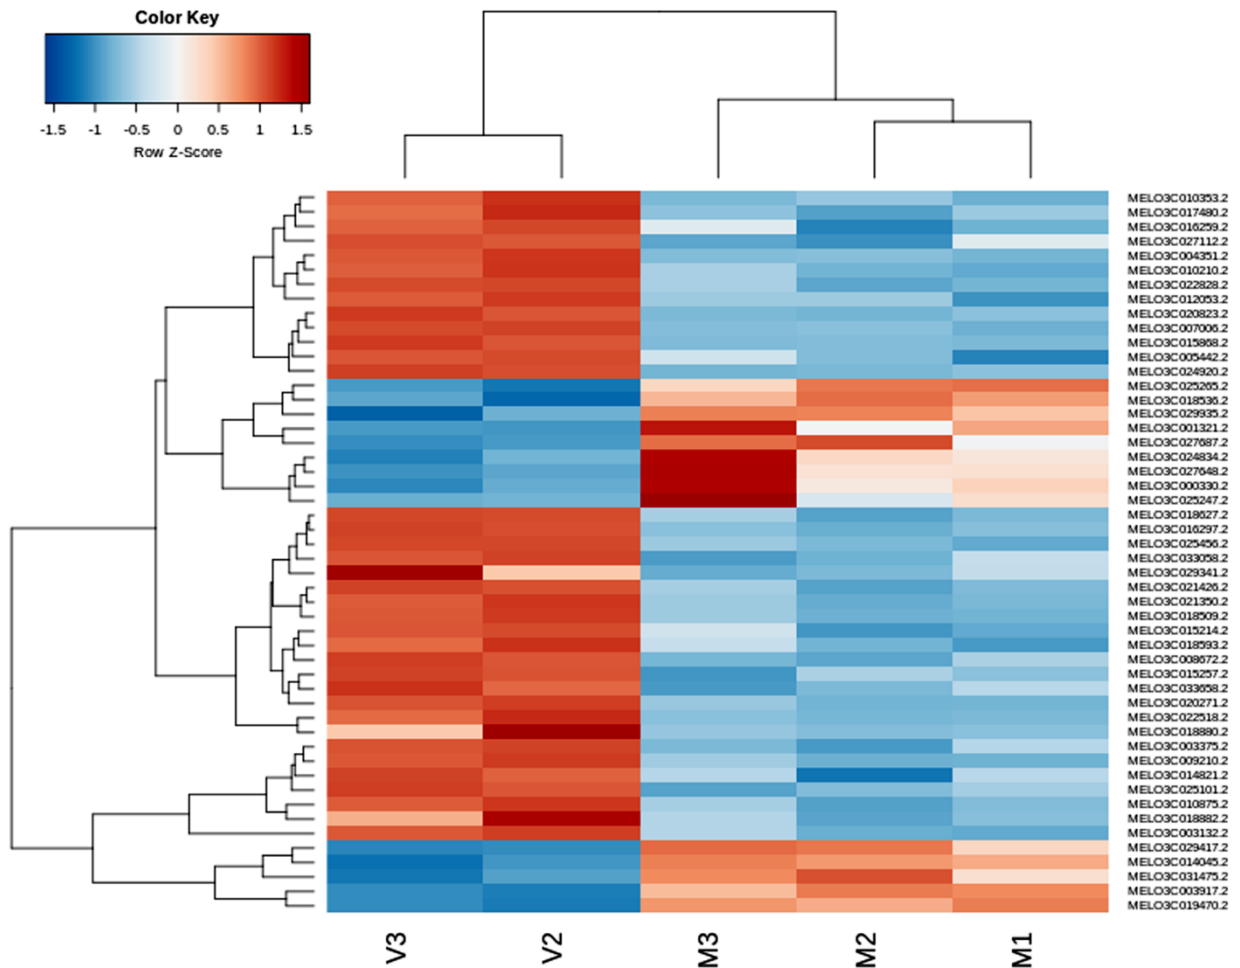 Color Key
-1.5 -1 -0.5 0 0.5 1 1.5
Row Z-Score
MELO3C010353.2
MELO3C017480.2
MELO3C016259.2
MELO3C027112.2
MELO3C004351.2
MELO3C010210.2
MELO3C022828.2
MELO3C012053.2
MELO3C020823.2
MELO3C007006.2
MELO3C015868.2
MELO3C005442.2
MELO3C024920.2
MELO3C025265.2
MELO3C018536.2
MELO3C029935.2
MELO3C001321.2
MELO3C027687.2
MELO3C024834.2
MELO3C027648.2
MELO3C000330.2
MELO3C025247.2
MELO3C018627.2
MELO3C016297.2
MELO3C025456.2
MELO3C033058.2
MELO3C029341.2
MELO3C021426.2
MELO3C021350.2
MELO3C018509.2
MELO3C015214.2
MELO3C018593.2
MELO3C008672.2
MELO3C015257.2
MELO3C033658.2
MELO3C020271.2
MELO3C022518.2
MELO3C018880.2
MELO3C003375.2
MELO3C009210.2
MELO3C014821.2
MELO3C025101.2
MELO3C010875.2
MELO3C018882.2
MELO3C003132.2
MELO3C029417.2
MELO3C014045.2
MELO3C031475.2
MELO3C003917.2
MELO3C019470.2
V3 V2 M3 M2 M1